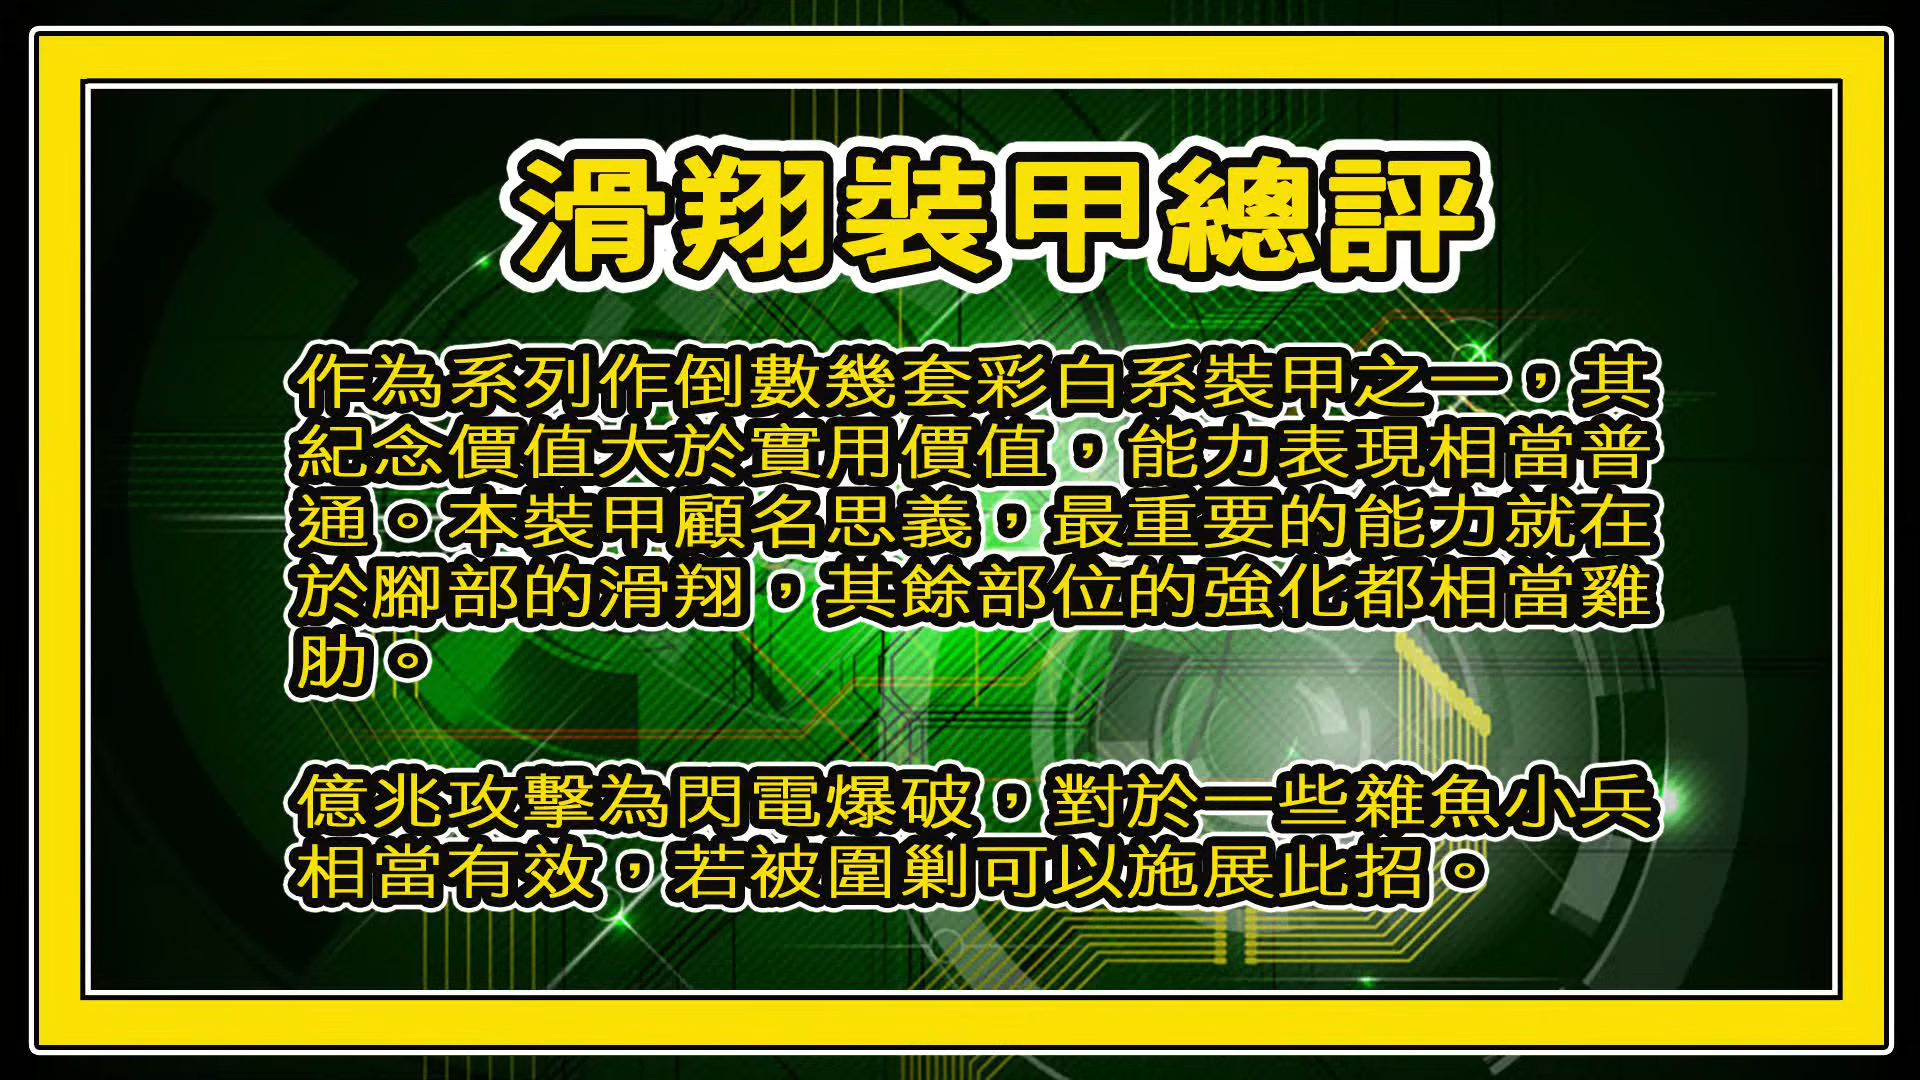 滑翔裝甲總評
作為系列作倒數幾套彩白系裝甲之一，其
紀念價值大於實用價值，能力表現相當普
通。本裝甲顧名思義，最重要的能力就在
於腳部的滑翔，其餘部位的強化都相當雞
肋。
億兆攻擊為閃電爆破，對於一些雜魚小兵
相當有效，若被圍剿可以施展此招。